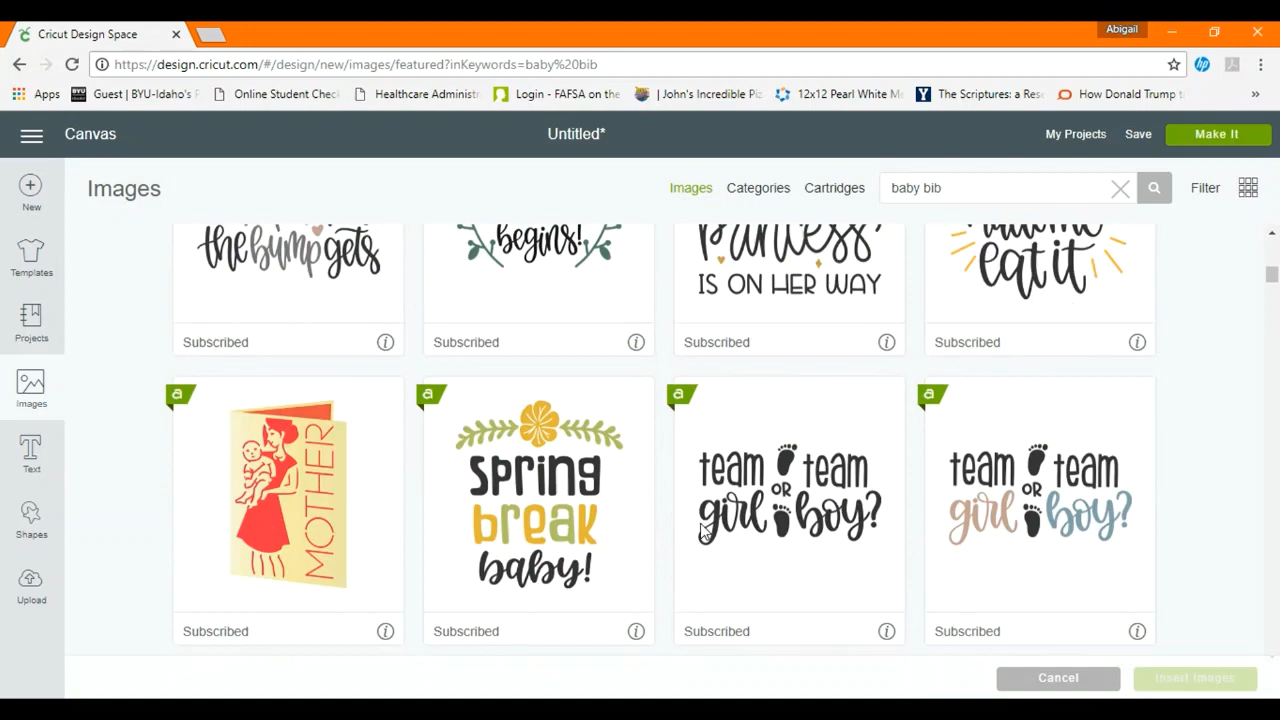 Cricut Design Space
Abigail
https://design.cricut.com/#/design/new/images/featured?inKeywords=baby%20bib
Apps
Guest | BYU-Idaho's
Online Student Chec
Healthcare Administr
Login - FAFSA on the
| John's Incredible Piz
12x12 Pearl White Me
The Scriptures: a Rese
How Donald Trump t
»
Canvas
Untitled*
My Projects
Save
Make It
New
Templates
Projects
Images
Text
Shapes
Upload
Images
Images
Categories
Cartridges
baby bib
Filter
the bump gets
begins!
Princess
IS ON HER WAY
eat it
Subscribed
Subscribed
Subscribed
Subscribed
a
MOTHER
a
spring
break
baby!
a
team OR team
girl boy?
a
team OR team
girl boy?
Subscribed
Subscribed
Subscribed
Subscribed
Cancel
Insert Images